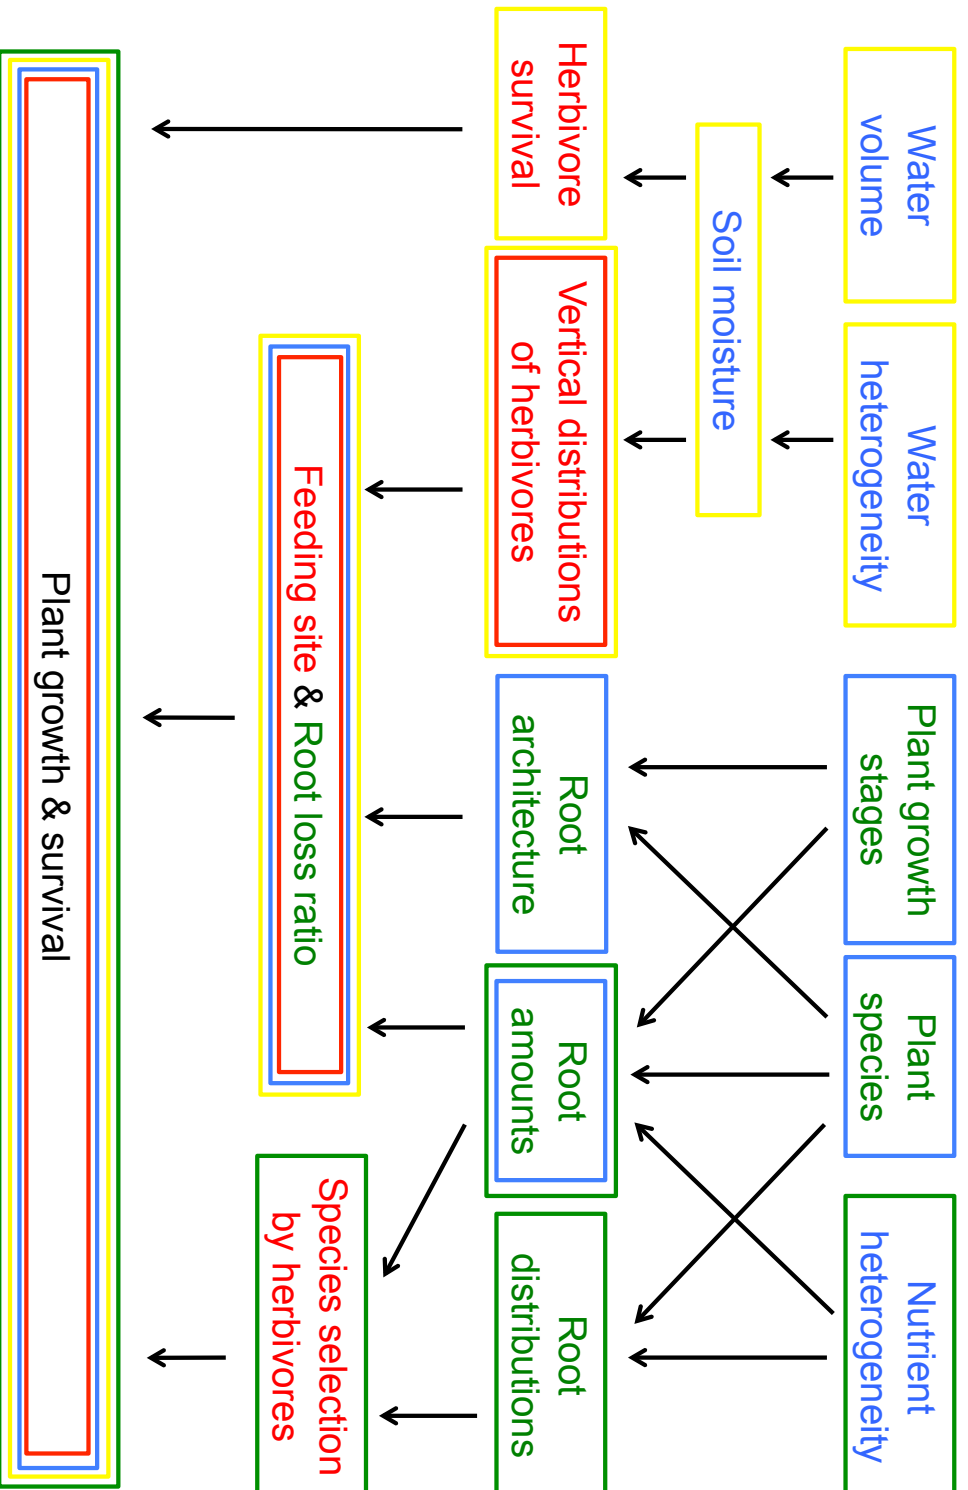 Water
volume
Water
heterogeneity
Plant growth
stages
Plant
species
Nutrient
heterogeneity
Soil moisture
Herbivore
survival
Vertical distributions
of herbivores
Root
architecture
Root
amounts
Root
distributions
Feeding site & Root loss ratio
Species selection
by herbivores
Plant growth & survival